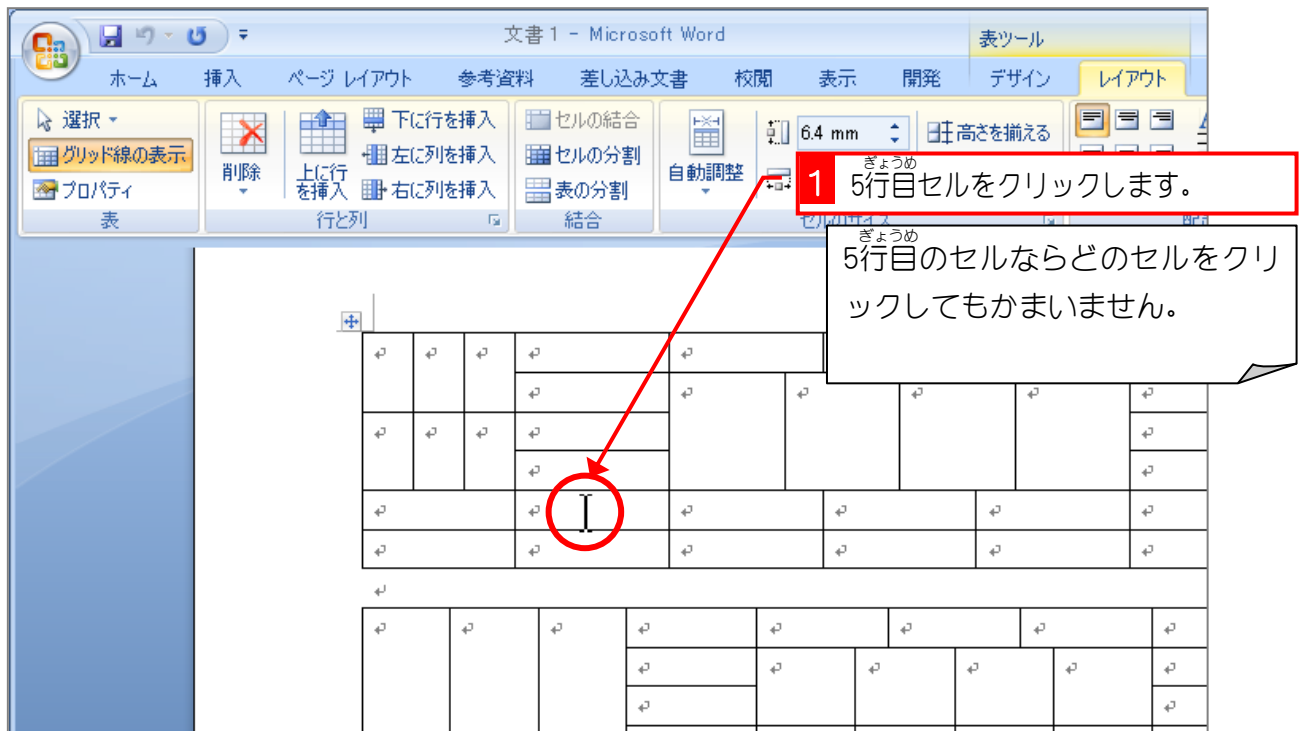 文書1 - Microsoft Word
表ツール
ホーム 挿入 ページ レイアウト 参考資料 差し込み文書 校閲 表示 開発 デザイン レイアウト
選択
グリッド線の表示
プロパティ
表
削除
上に行
を挿入
下に行を挿入
左に列を挿入
右に列を挿入
行と列
セルの結合
セルの分割
表の分割
結合
自動調整
6.4 mm
高さを揃える
セルのサイズ
1 5行目セルをクリックします。
ぎょうめ
5行目のセルならどのセルをクリ
ぎょうめ
ックしてもかまいません。